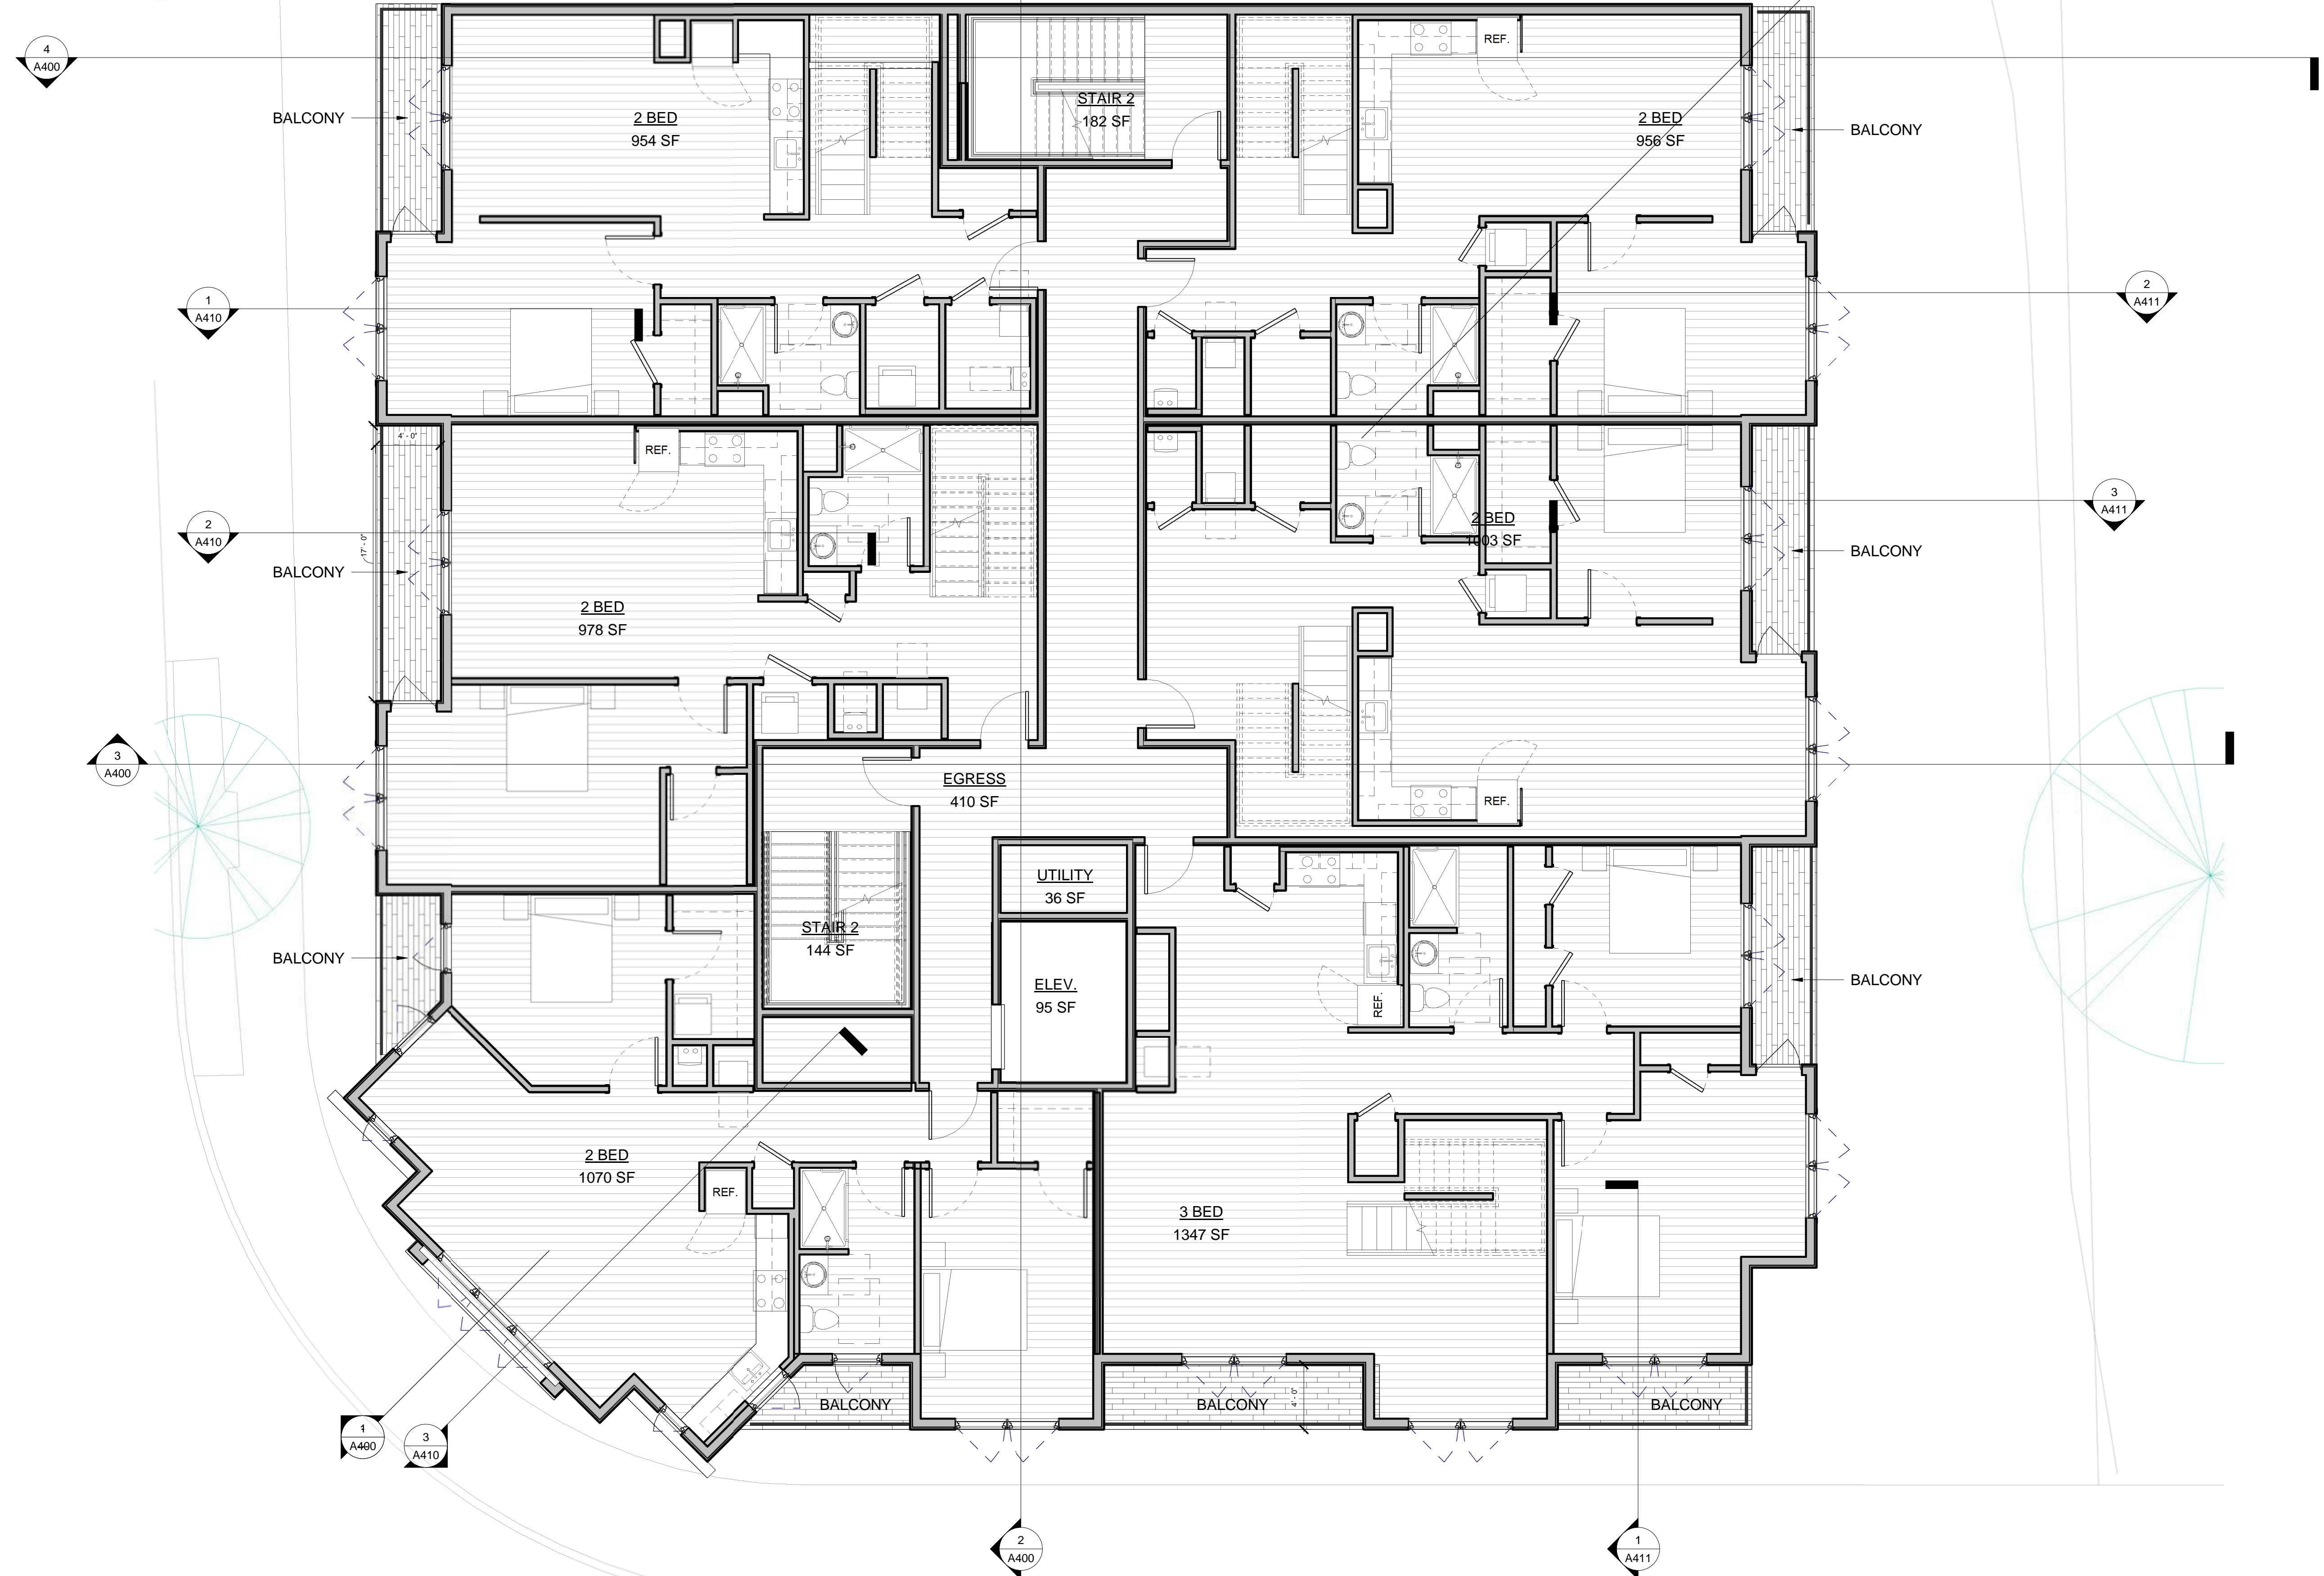 4
A400
REF.
STAIR 2
182 SF
BALCONY
2 BED
954 SF
2 BED
956 SF
BALCONY
1
A410
2
A411
4' - 0"
REF.
2
A410
17' - 0"
BALCONY
2 BED
978 SF
2 BED
1003 SF
3
A411
BALCONY
3
A400
EGRESS
410 SF
REF.
UTILITY
36 SF
STAIR 2
144 SF
BALCONY
ELEV.
95 SF
REF.
BALCONY
2 BED
1070 SF
REF.
3 BED
1347 SF
BALCONY
BALCONY
4' - 0"
BALCONY
1
A400
3
A410
2
A400
1
A411